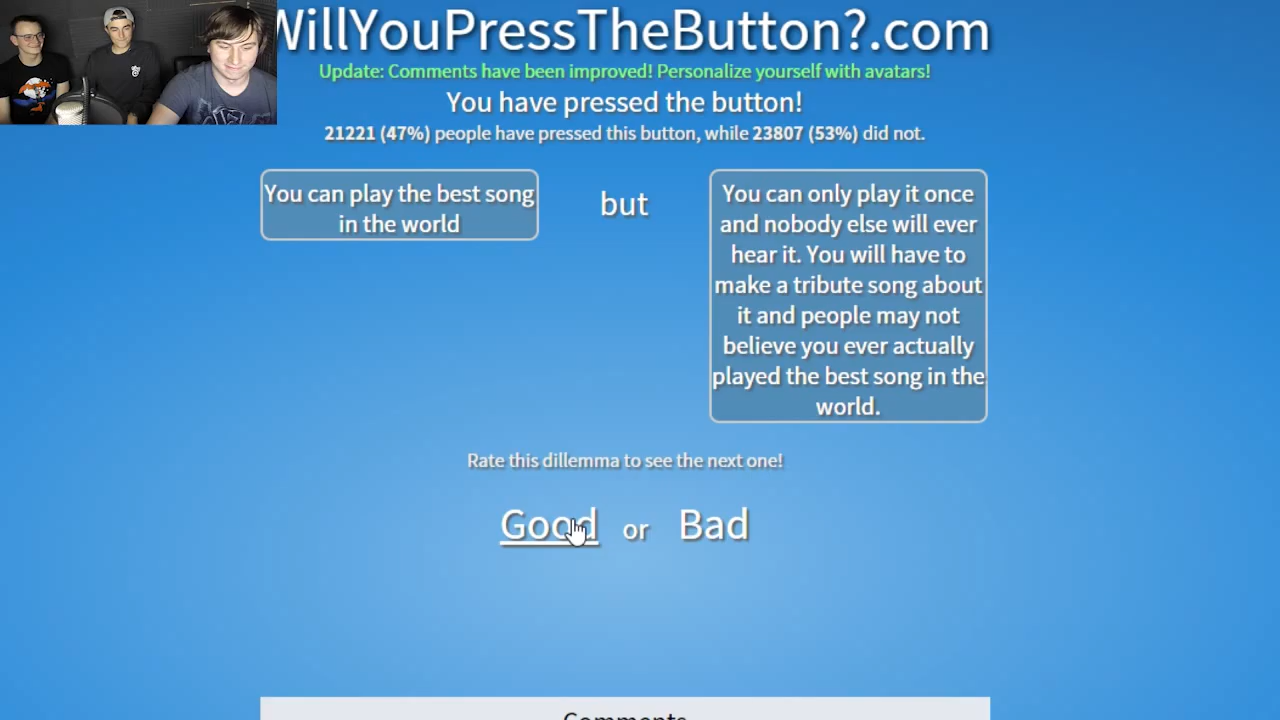 WillYouPressTheButton?.com
Update: Comments have been improved! Personalize yourself with avatars!
You have pressed the button!
21221 (47%) people have pressed this button, while 23807 (53%) did not.
You can play the best song
in the world
but
You can only play it once
and nobody else will ever
hear it. You will have to
make a tribute song about
it and people may not
believe you ever actually
played the best song in the
world.
Rate this dillemma to see the next one!
Good or Bad
Comments